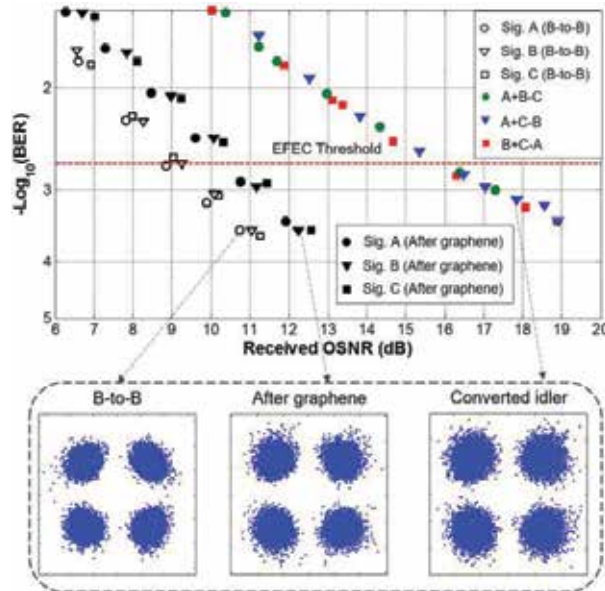 Sig. A (B-to-B)
Sig. B (B-to-B)
Sig. C (B-to-B)
A+B-C
A+C-B
B+C-A
EFEC Threshold
Sig. A (After graphene)
Sig. B (After graphene)
Sig. C (After graphene)
-Log10(BER)
2
3
4
5
6 7 8 9 10 11 12 13 14 15 16 17 18 19 20
Received OSNR (dB)
B-to-B
After graphene
Converted idler